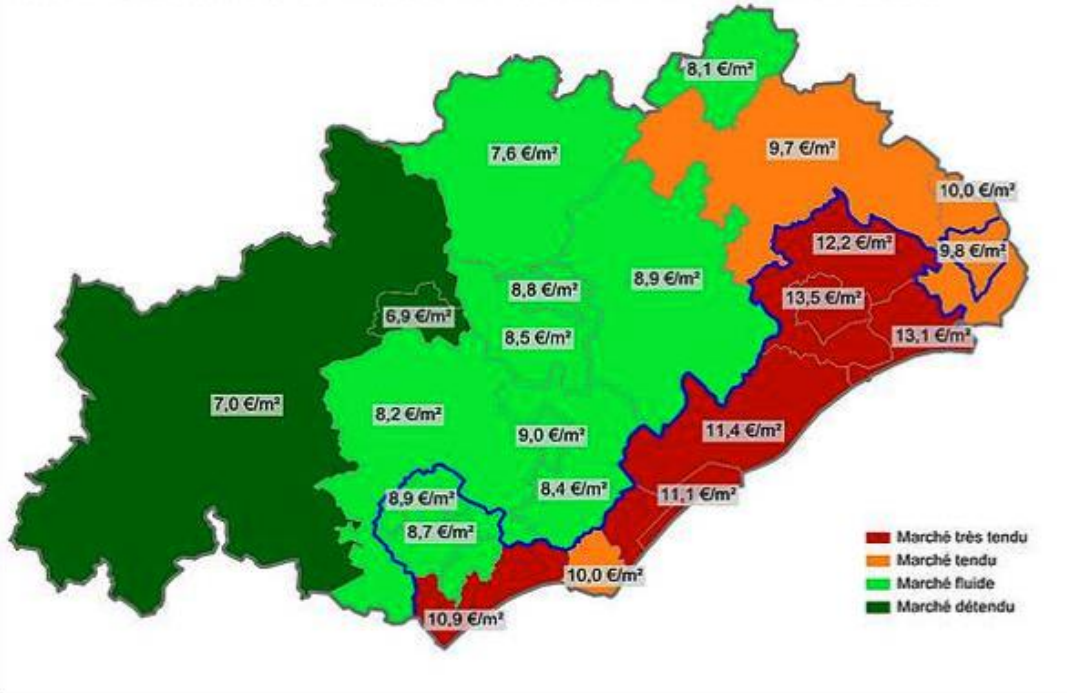 8,1 €/m²
7,6 €/m²
9,7 €/m²
10,0 €/m²
12,2 €/m²
9,8 €/m²
8,9 €/m²
8,8 €/m²
13,5 €/m²
6,9 €/m²
8,5 €/m²
13,1 €/m²
7,0 €/m²
8,2 €/m²
11,4 €/m²
9,0 €/m²
8,4 €/m²
11,1 €/m²
8,9 €/m²
8,7 €/m²
10,0 €/m²
10,9 €/m²
Marché très tendu
Marché tendu
Marché fluide
Marché détendu